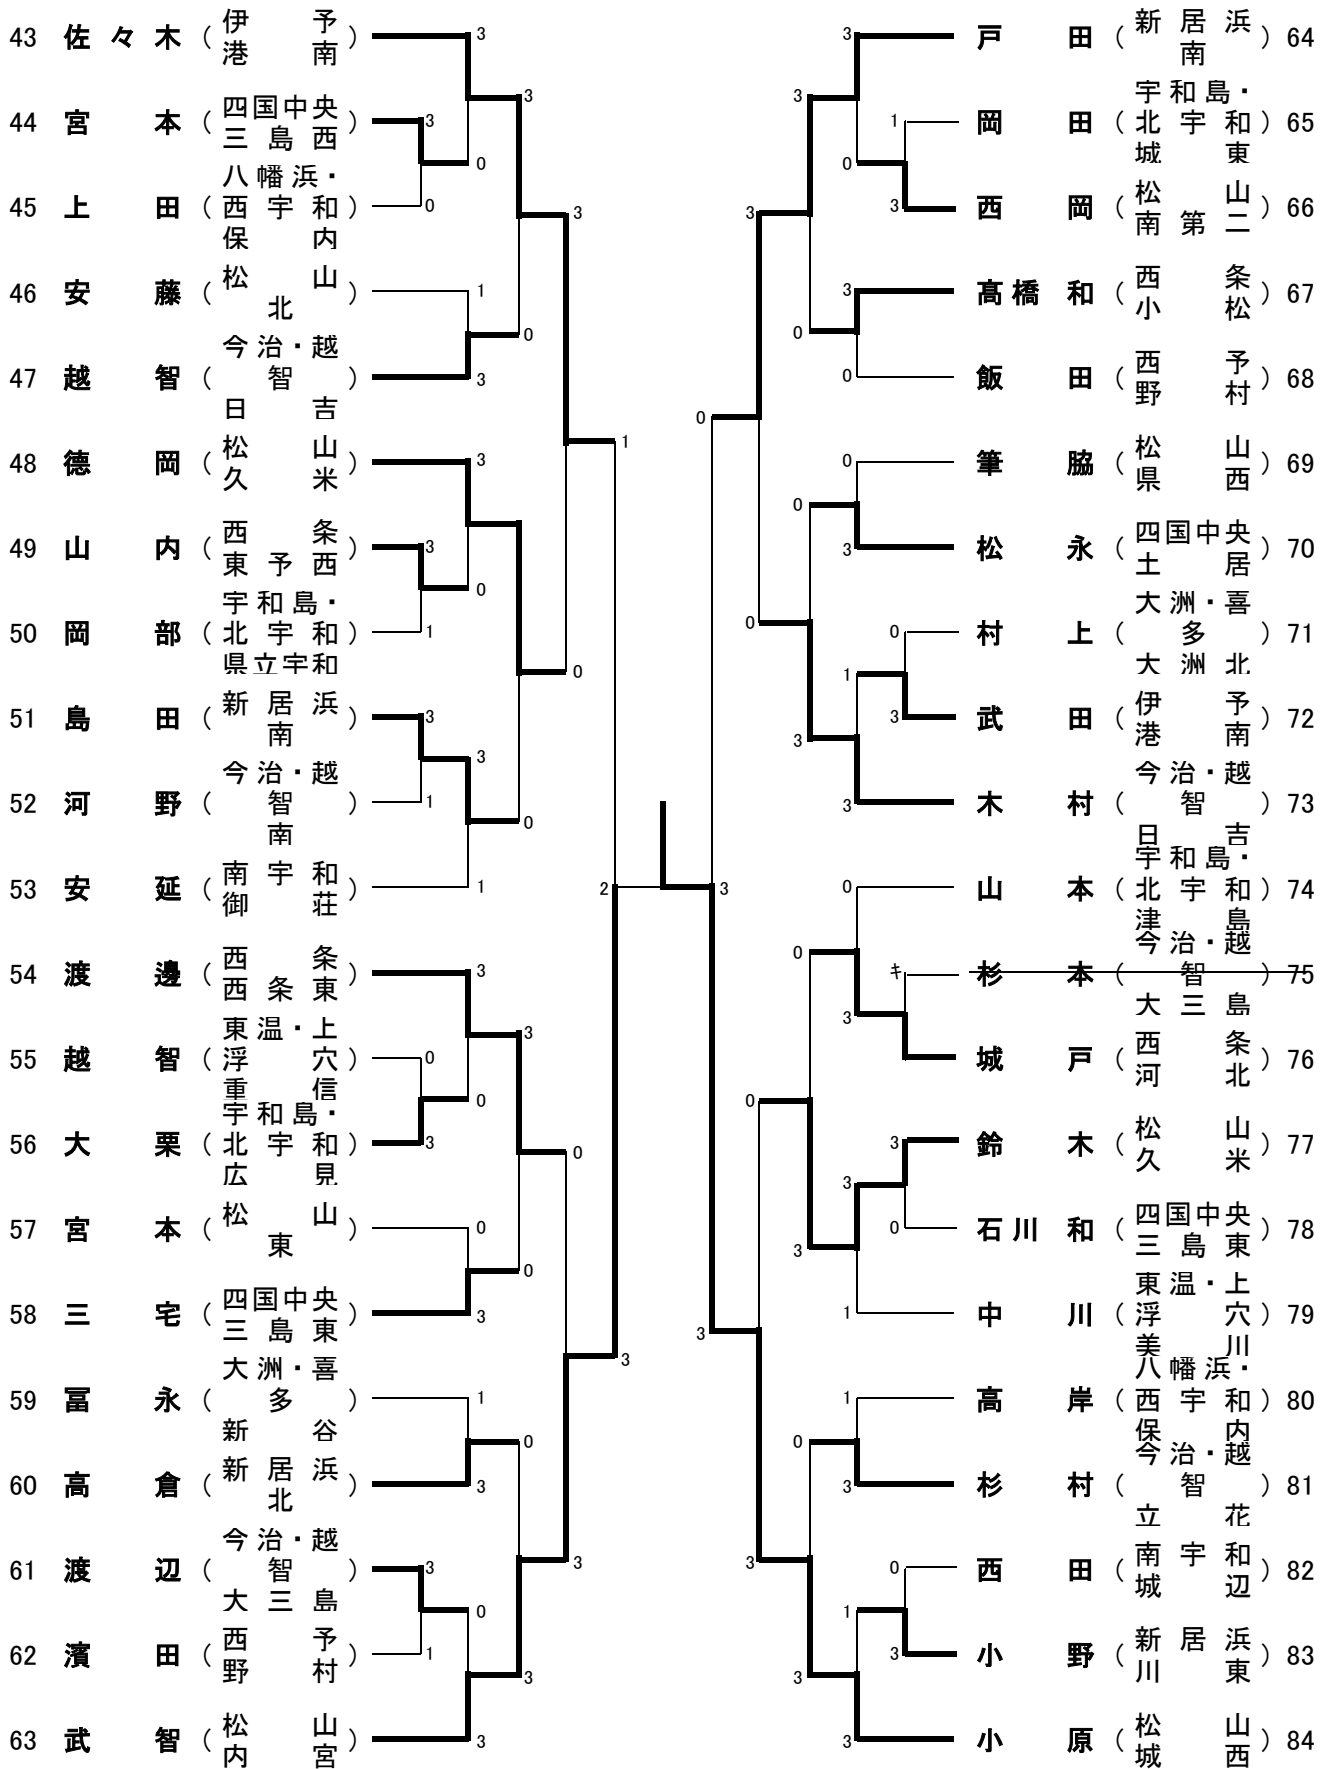 43 佐々木 (伊予 港南) 3
3
44 宮本 (四国中央 三島西) 3
0
45 上田 (八幡浜・西宇和 保内) 0
3
46 安藤 (松山 北) 1
0
47 越智 (今治・越智 日吉) 3
1
48 德岡 (松山 久米) 3
49 山内 (西条 東予西) 3
0
50 岡部 (宇和島・北宇和 県立宇和) 1
0
51 島田 (新居浜 南) 3
3
52 河野 (今治・越智 南) 1
0
53 安延 (南宇和 御荘) 1
2
54 渡邊 (西条 西条東) 3
3
55 越智 (東温・上浮穴 重信) 0
0
56 大栗 (宇和島・北宇和 広見) 3
0
57 宮本 (松山 東) 0
0
58 三宅 (四国中央 三島東) 3
3
59 冨永 (大洲・喜多 新谷) 1
0
60 高倉 (新居浜 北) 3
3
61 渡辺 (今治・越智 大三島) 3
0
62 濱田 (西予 野村) 1
3
63 武智 (松山 内宮) 3
3 戸田 (新居浜 南) 64
3
1 岡田 (宇和島・北宇和 城東) 65
0
3 西岡 (松山 南第二) 66
3
3 髙橋和 (西条 小松) 67
0
0 飯田 (西予 野村) 68
0
0 筆脇 (松山 県西) 69
0
3 松永 (四国中央 土居) 70
0
0 村上 (大洲・喜多 大洲北) 71
1
3 武田 (伊予 港南) 72
3
3 木村 (今治・越智 日吉) 73
3
0 山本 (宇和島・北宇和 津島) 74
0
キ 杉本 (今治・越智 大三島) 75
3
城戸 (西条 河北) 76
0
3 鈴木 (松山 久米) 77
3
0 石川和 (四国中央 三島東) 78
3
1 中川 (東温・上浮穴 美川) 79
3
1 高岸 (八幡浜・西宇和 保内) 80
0
3 杉村 (今治・越智 立花) 81
3
0 西田 (南宇和 城辺) 82
1
3 小野 (新居浜 川東) 83
3
3 小原 (松山 城西) 84